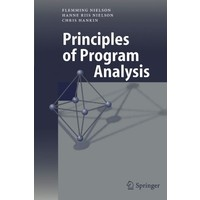 FLEMMING NIELSON
HANNE RIIS NIELSON
CHRIS HANKIN
Principles of
Program
Analysis
Springer